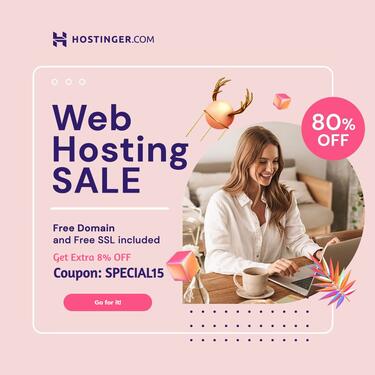 HOSTINGER.COM
Web
Hosting
SALE
80%
OFF
Free Domain
and Free SSL included
Get Extra 8% OFF
Coupon: SPECIAL15
Go for it!